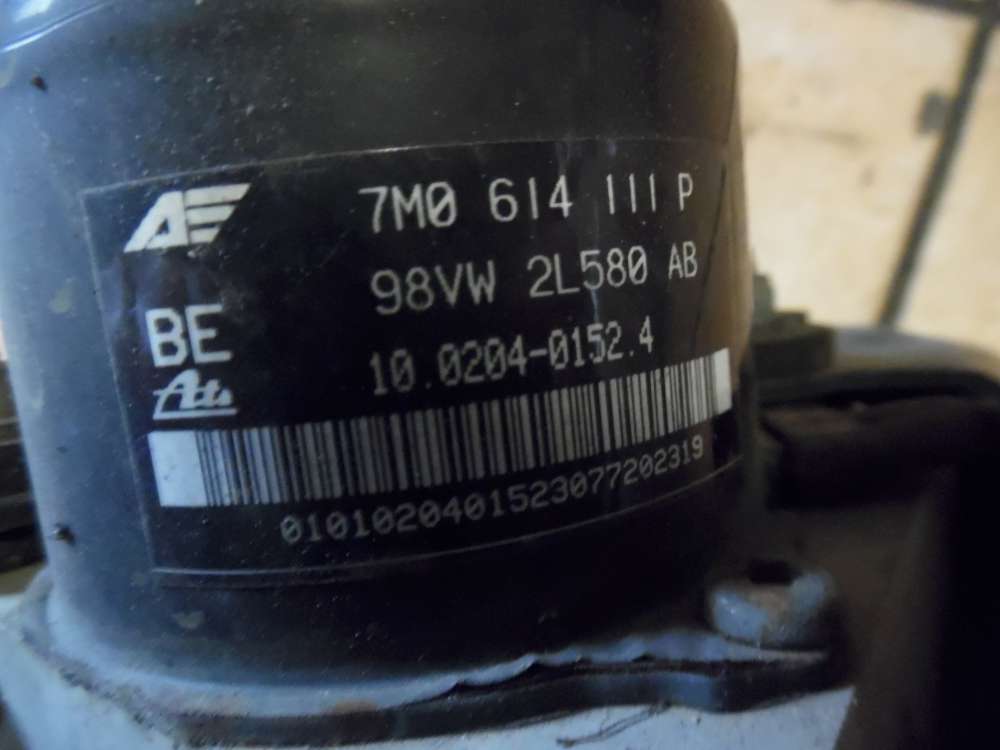 AE 7M0 614 111 P
98VW 2L580 AB
BE
10.0204-0152.4
Ate
0101020401523077202319